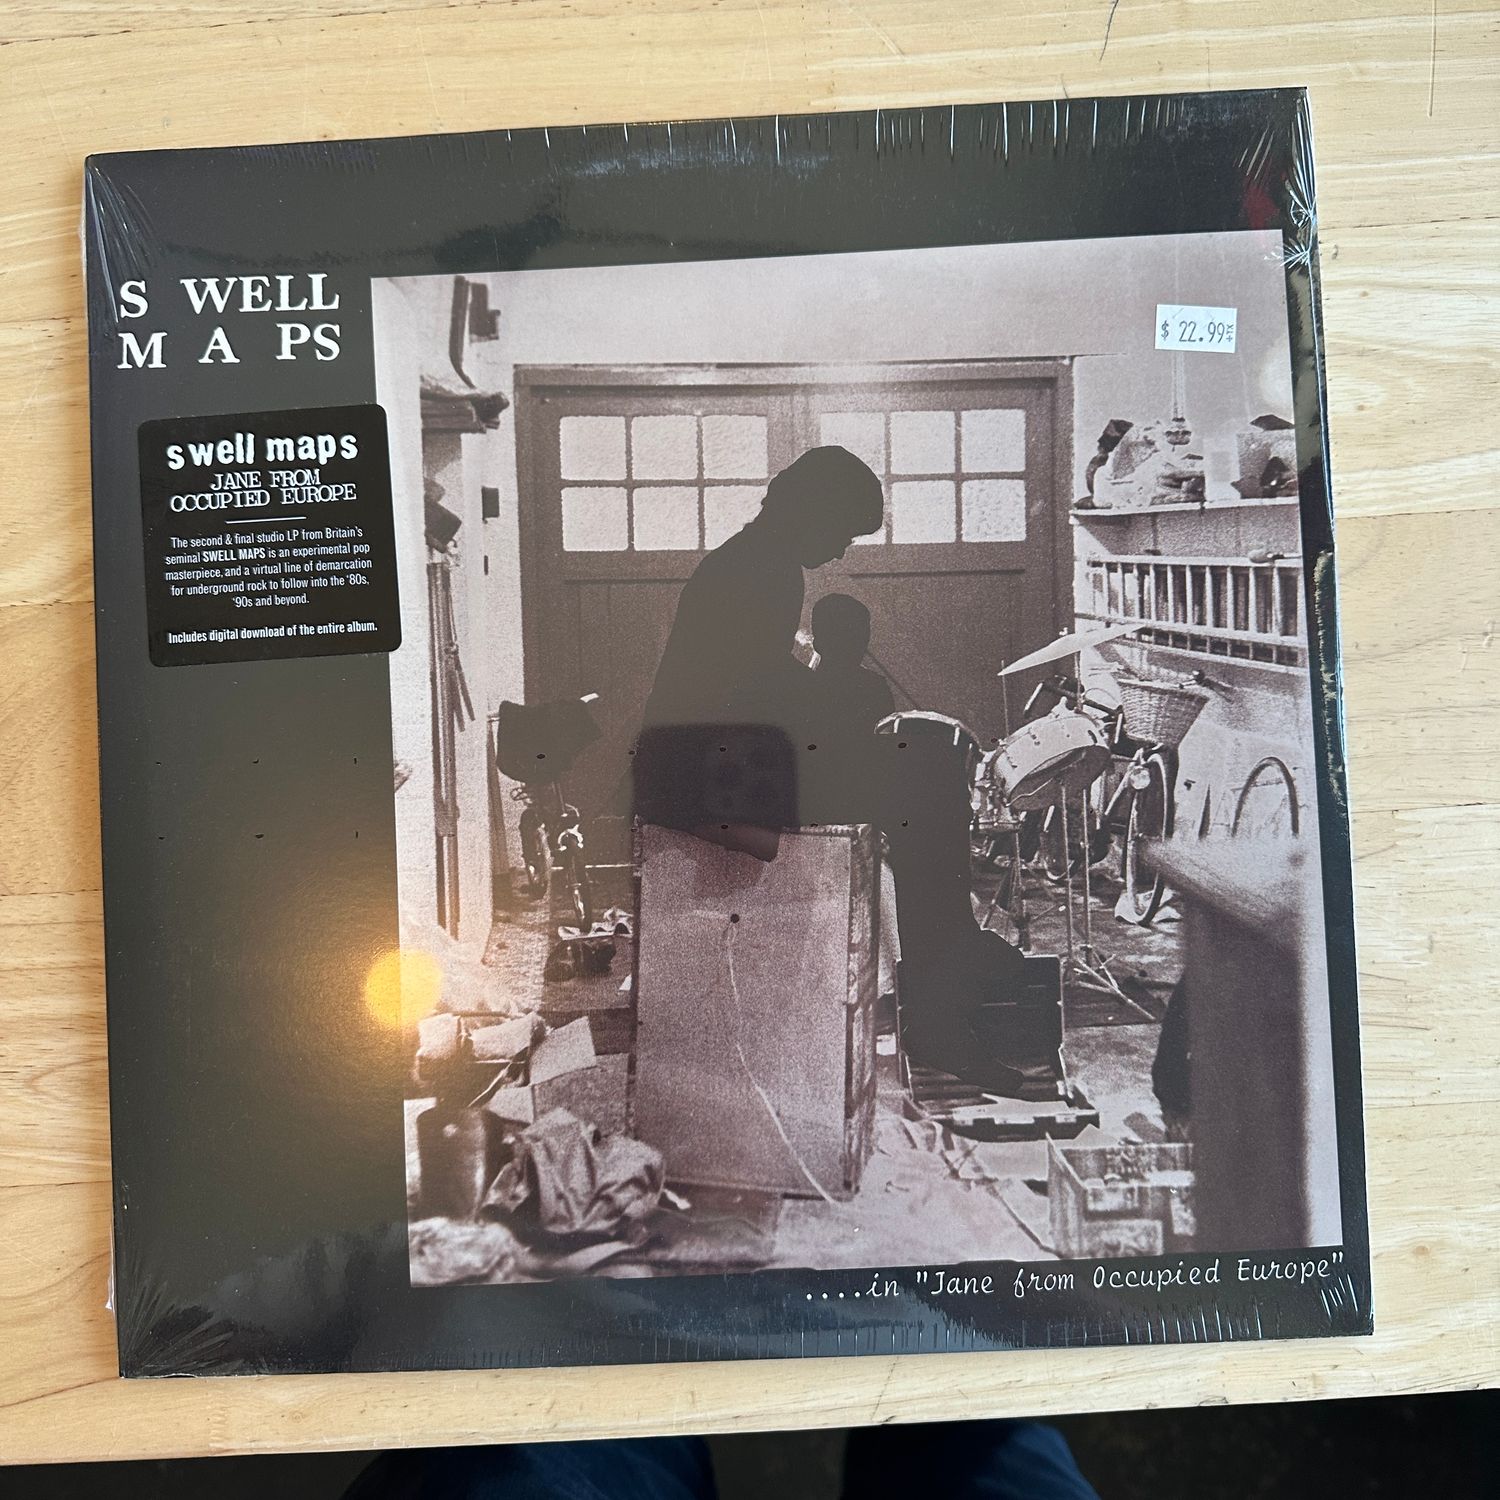 S WELL
M A PS
$ 22.99
swell maps
JANE FROM
OCCUPIED EUROPE
The second & final studio LP from Britain's
seminal SWELL MAPS is an experimental pop
masterpiece, and a virtual line of demarcation
for underground rock to follow into the '80s,
'90s and beyond.
Includes digital download of the entire album.
....in "Jane from Occupied Europe"